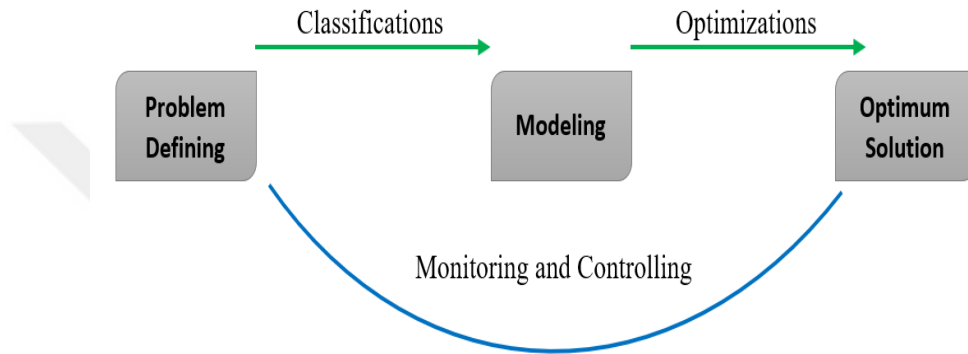 Classifications
Optimizations
Problem
Defining
Modeling
Optimum
Solution
Monitoring and Controlling